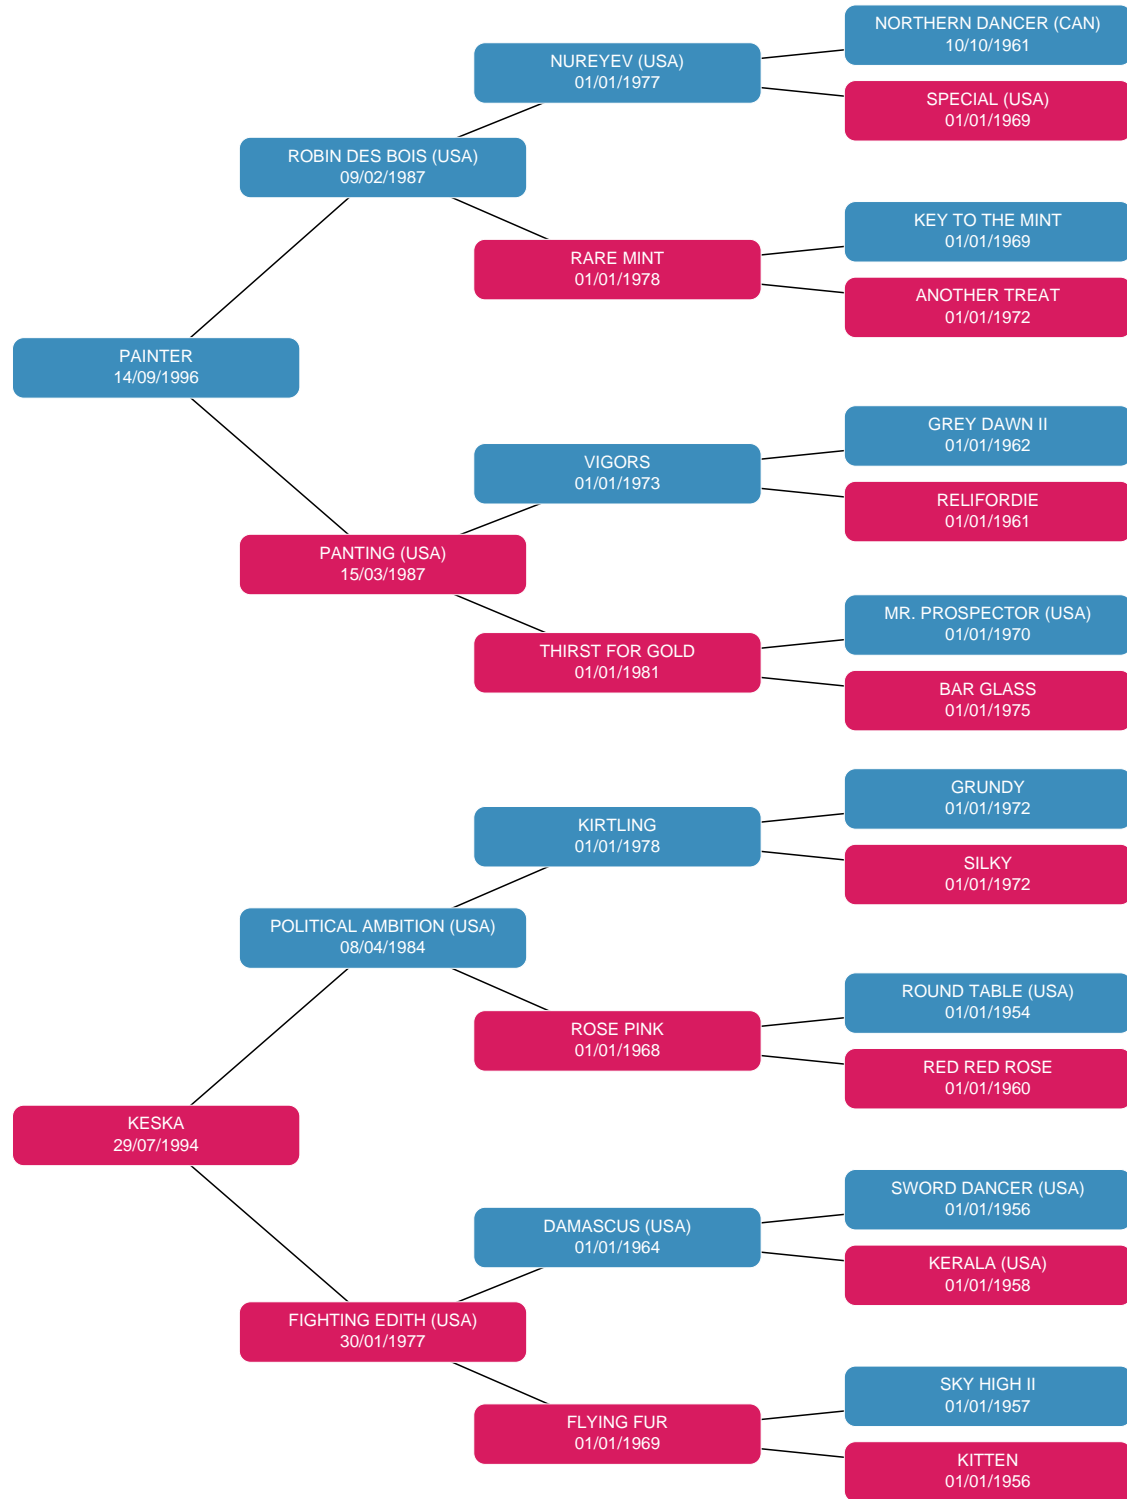 NORTHERN DANCER (CAN)
10/10/1961
NUREYEV (USA)
01/01/1977
SPECIAL (USA)
01/01/1969
ROBIN DES BOIS (USA)
09/02/1987
KEY TO THE MINT
01/01/1969
RARE MINT
01/01/1978
ANOTHER TREAT
01/01/1972
PAINTER
14/09/1996
GREY DAWN II
01/01/1962
VIGORS
01/01/1973
RELIFORDIE
01/01/1961
PANTING (USA)
15/03/1987
MR. PROSPECTOR (USA)
01/01/1970
THIRST FOR GOLD
01/01/1981
BAR GLASS
01/01/1975
GRUNDY
01/01/1972
KIRTLING
01/01/1978
SILKY
01/01/1972
POLITICAL AMBITION (USA)
08/04/1984
ROUND TABLE (USA)
01/01/1954
ROSE PINK
01/01/1968
RED RED ROSE
01/01/1960
KESKA
29/07/1994
SWORD DANCER (USA)
01/01/1956
DAMASCUS (USA)
01/01/1964
KERALA (USA)
01/01/1958
FIGHTING EDITH (USA)
30/01/1977
SKY HIGH II
01/01/1957
FLYING FUR
01/01/1969
KITTEN
01/01/1956